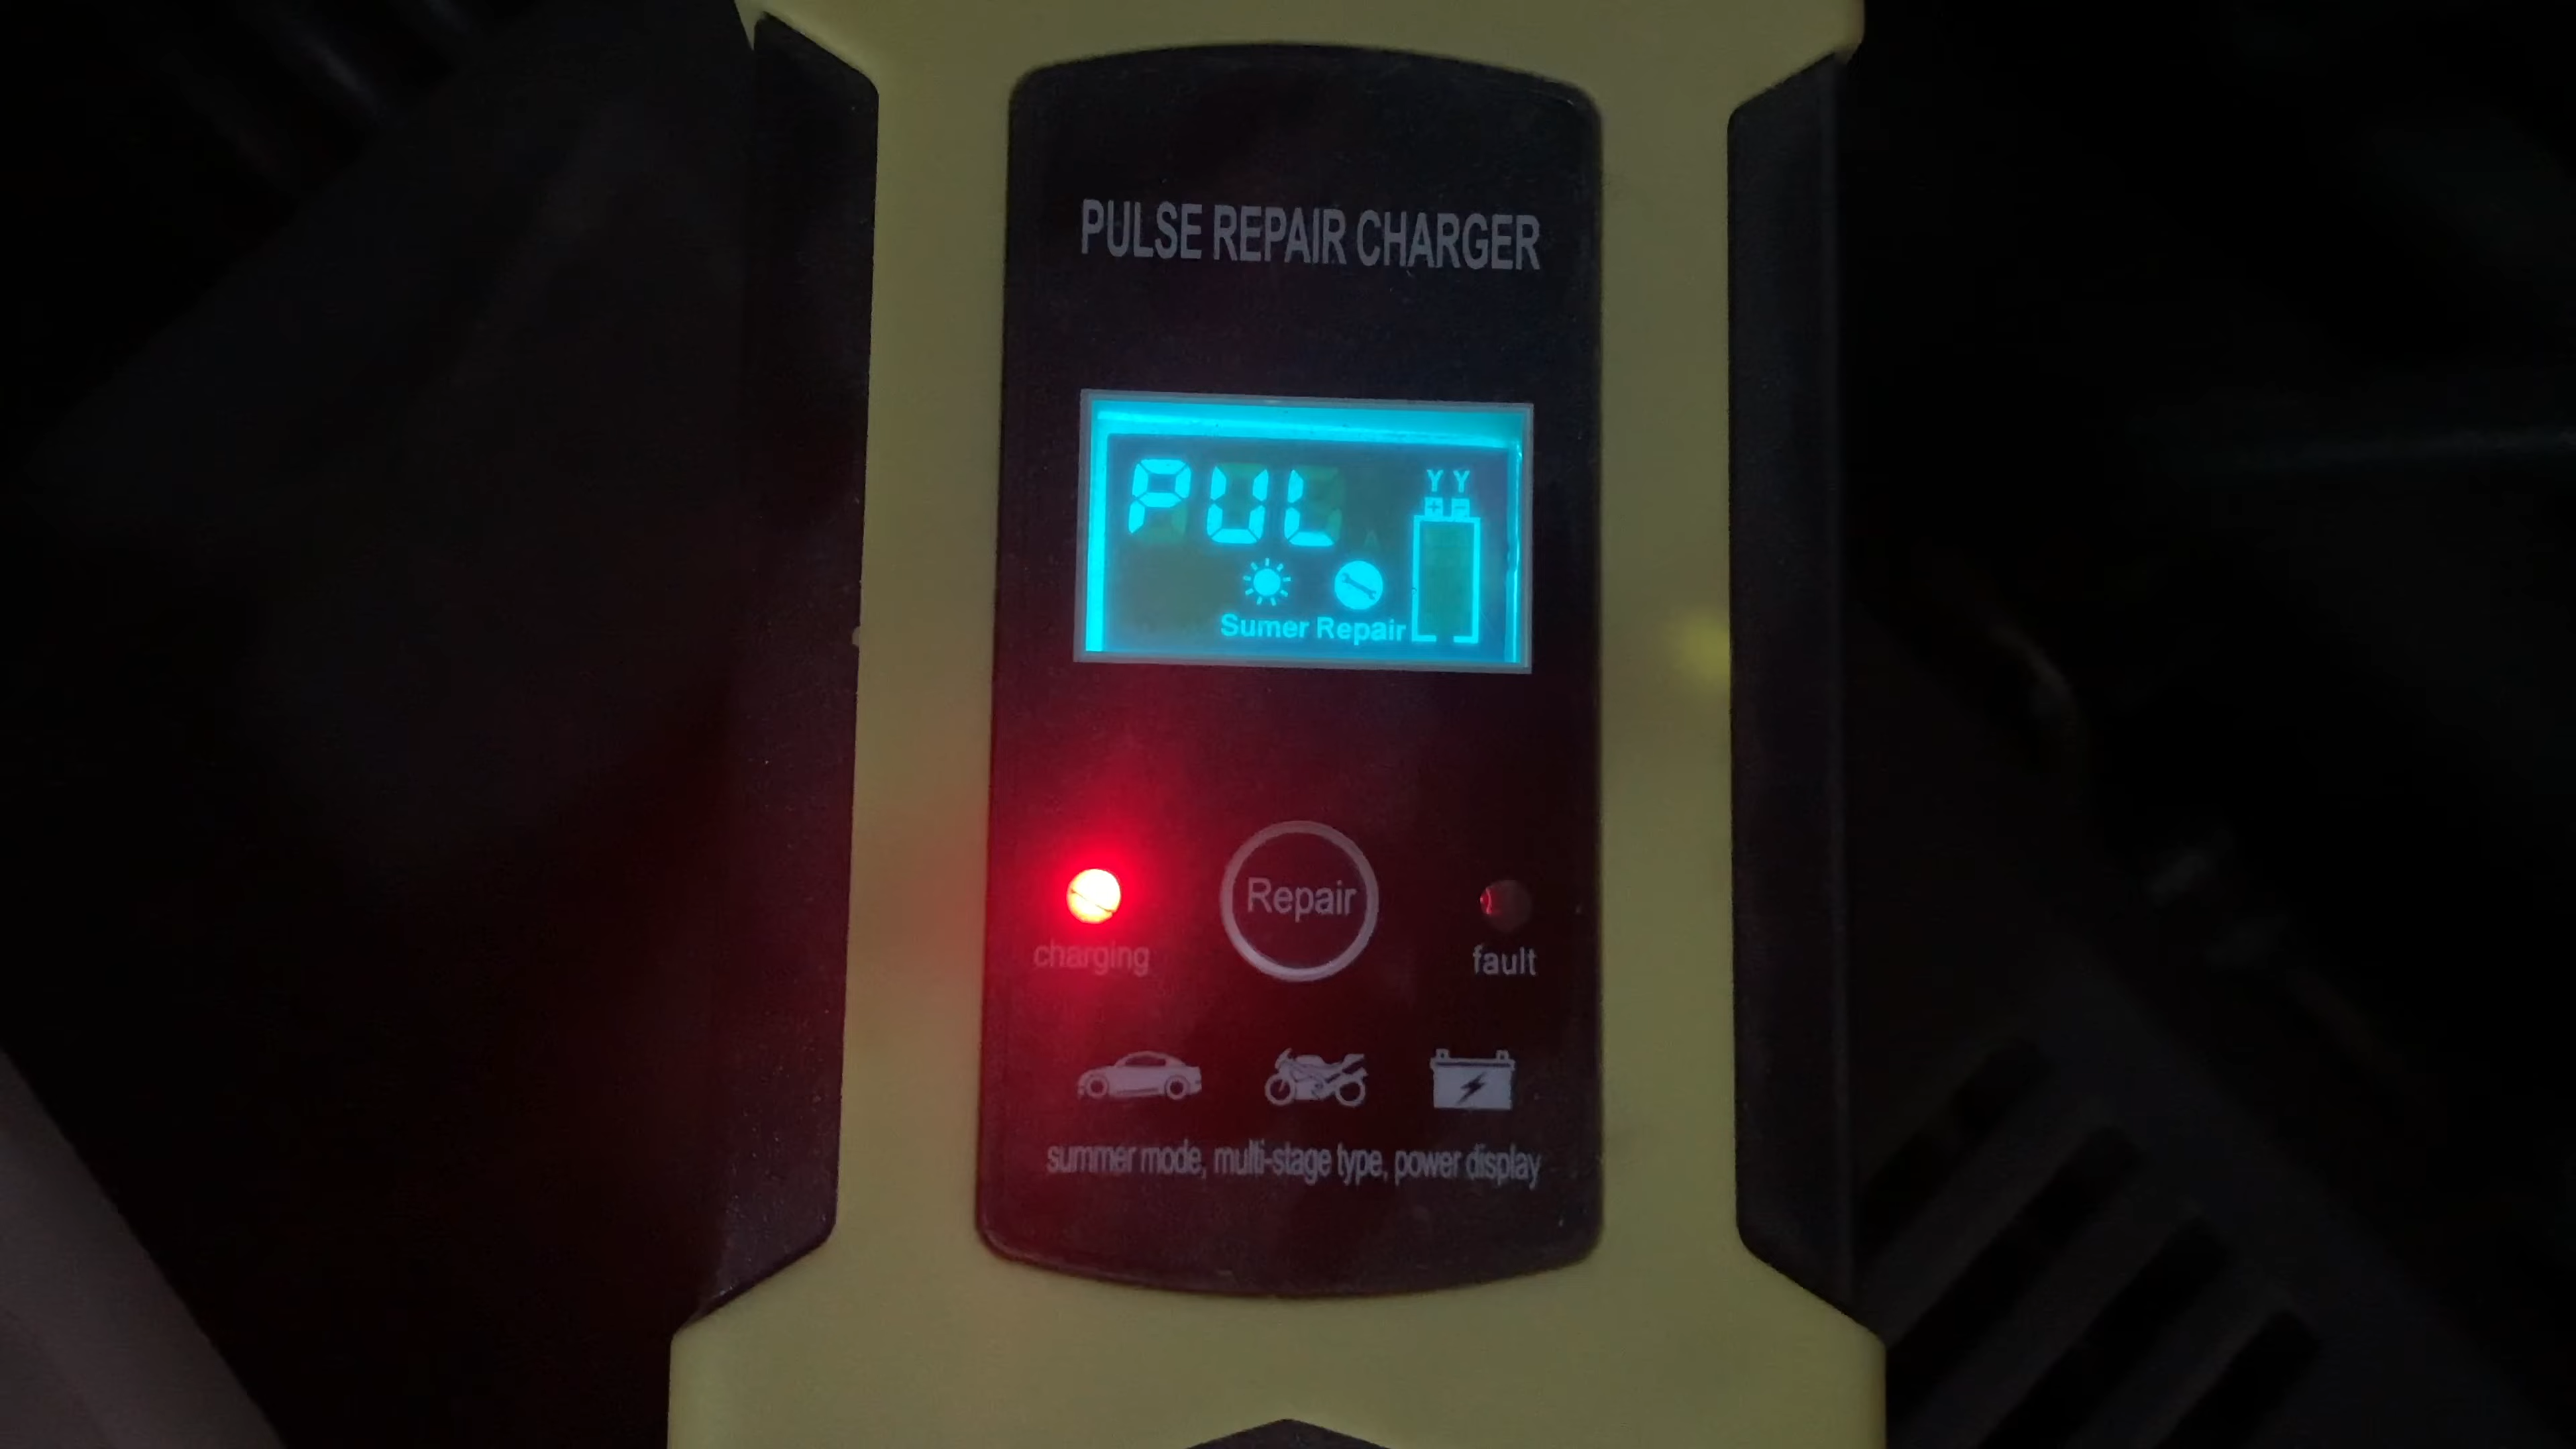 PULSE REPAIR CHARGER
PUL
Y Y
+ -
Sumer Repair
Repair
charging
fault
summer mode, multi-stage type, power display